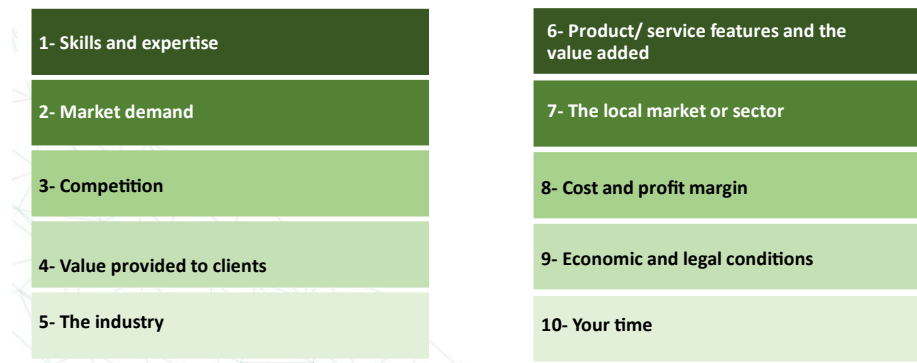 1- Skills and expertise
2- Market demand
3- Competition
4- Value provided to clients
5- The industry
6- Product/ service features and the
value added
7- The local market or sector
8- Cost and profit margin
9- Economic and legal conditions
10- Your time